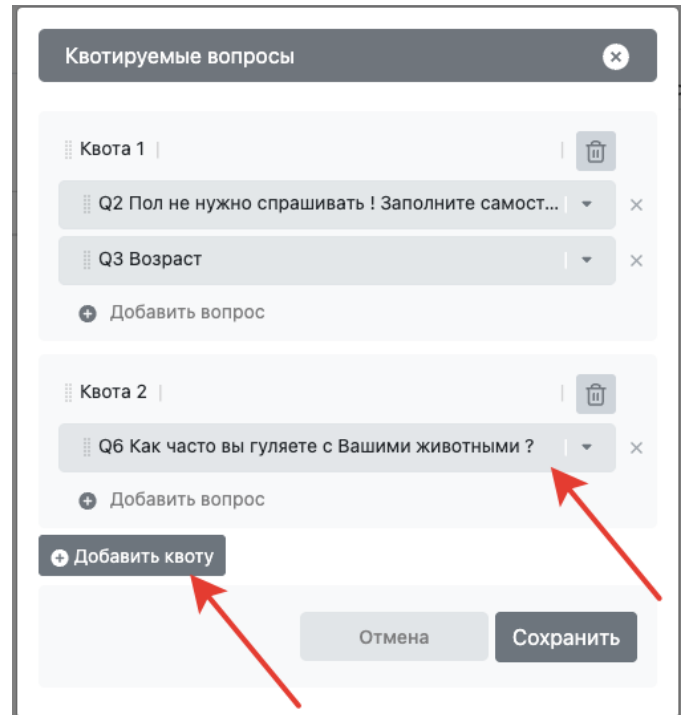 Квотируемые вопросы
Квота 1
Q2 Пол не нужно спрашивать ! Заполните самост...
Q3 Возраст
Добавить вопрос
Квота 2
Q6 Как часто вы гуляете с Вашими животными ?
Добавить вопрос
Добавить квоту
Отмена
Сохранить